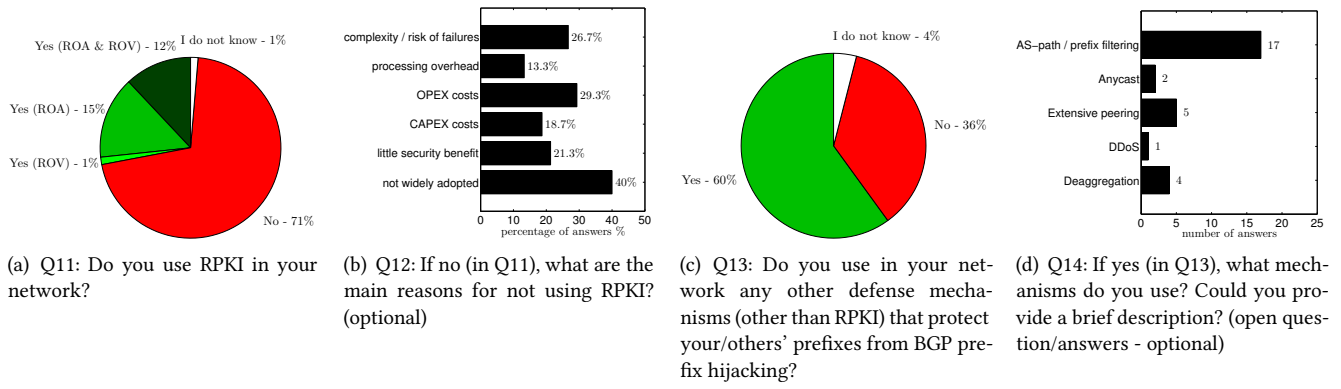 I do not know - 1%
Yes (ROA & ROV) - 12%
Yes (ROA) - 15%
Yes (ROV) - 1%
No - 71%
(a) Q11: Do you use RPKI in your
network?
complexity / risk of failures
26.7%
processing overhead
13.3%
OPEX costs
29.3%
CAPEX costs
18.7%
little security benefit
21.3%
not widely adopted
40%
0 10 20 30 40 50
percentage of answers %
(b) Q12: If no (in Q11), what are the
main reasons for not using RPKI?
(optional)
I do not know - 4%
No - 36%
Yes - 60%
(c) Q13: Do you use in your net-
work any other defense mecha-
nisms (other than RPKI) that protect
your/others' prefixes from BGP pre-
fix hijacking?
AS-path / prefix filtering
17
Anycast
2
Extensive peering
5
DDoS
1
Deaggregation
4
0 5 10 15 20 25
number of answers
(d) Q14: If yes (in Q13), what mech-
anisms do you use? Could you pro-
vide a brief description? (open ques-
tion/answers - optional)